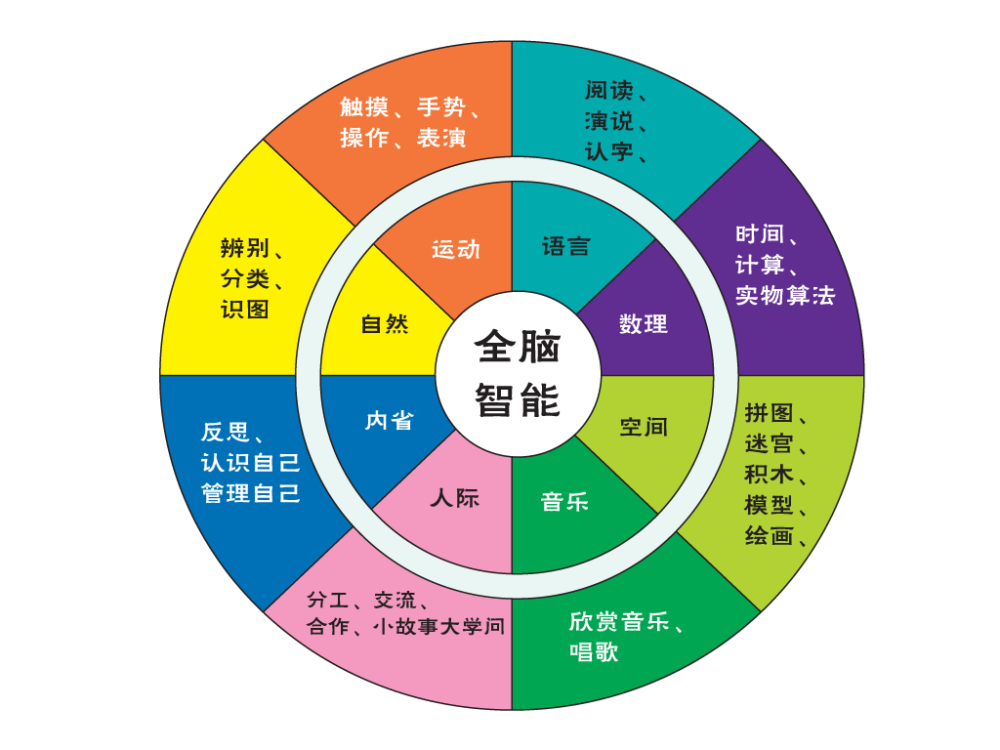 全脑
智能
语言
数理
空间
音乐
人际
内省
自然
运动
阅读、
演说、
认字、
时间、
计算、
实物算法
拼图、
迷宫、
积木、
模型、
绘画、
欣赏音乐、
唱歌
分工、交流、
合作、小故事大学问
反思、
认识自己
管理自己
辨别、
分类、
识图
触摸、手势、
操作、表演